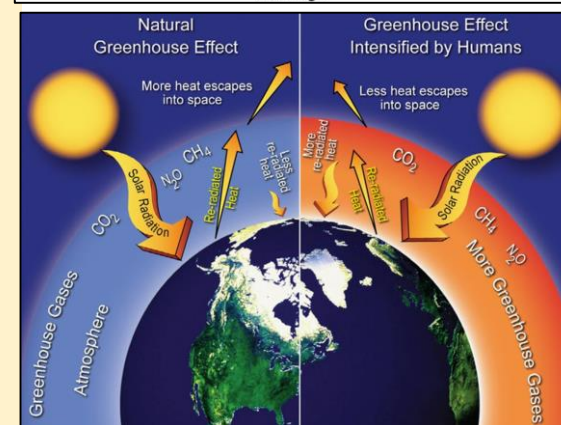 Natural
Greenhouse Effect
More heat escapes
into space
Solar Radiation
Re-radiated
Heat
Less
re-radiated
heat
CO2
N2O
CH4
Greenhouse Gases
Atmosphere
Greenhouse Effect
Intensified by Humans
Less heat escapes
into space
More
re-radiated
heat
Re-radiated
Heat
Solar Radiation
CO2
CH4
N2O
More Greenhouse Gases